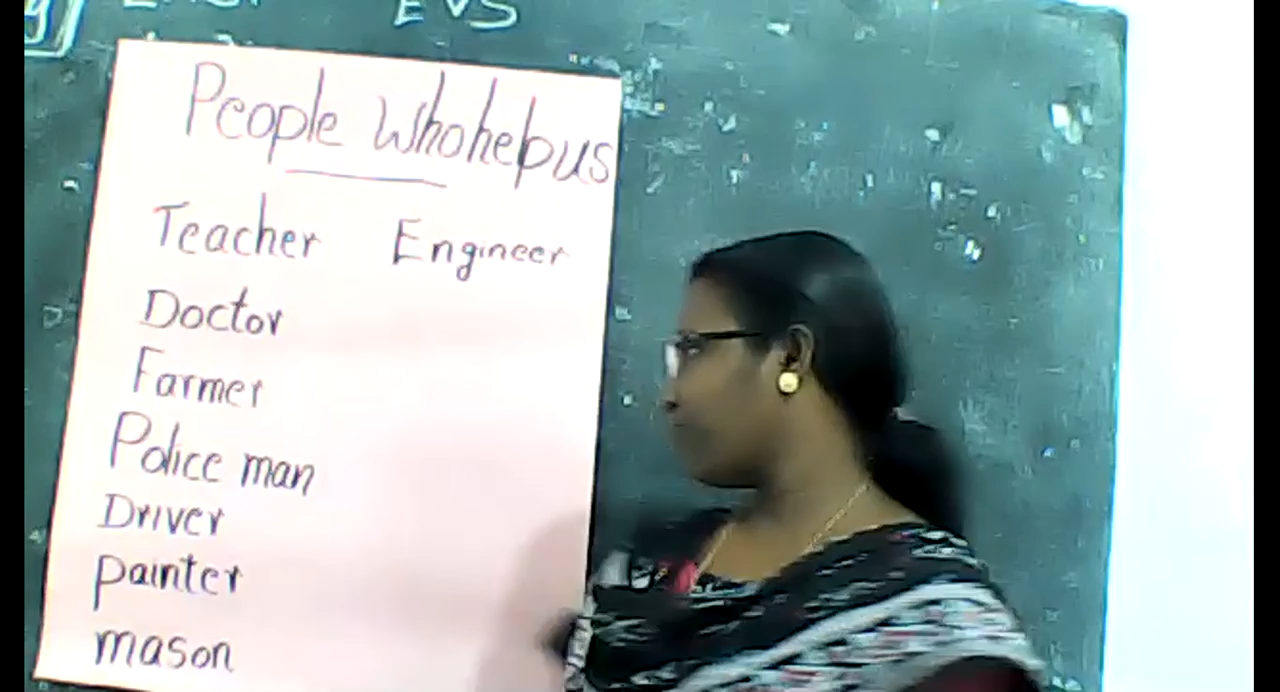 EVS
People Whohelpus
Teacher Engineer
Doctor
Farmer
Police man
Driver
painter
mason